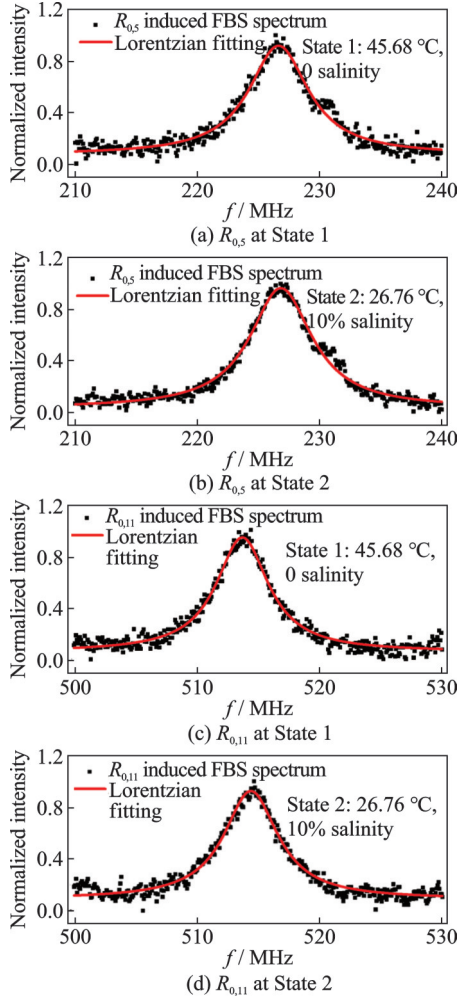 Normalized intensity
1.2
0.8
0.4
0.0
R0,5 induced FBS spectrum
Lorentzian fitting
State 1: 45.68 ℃,
0 salinity
210 220 230 240
f / MHz
(a) R0,5 at State 1
Normalized intensity
1.2
0.8
0.4
0.0
R0,5 induced FBS spectrum
Lorentzian fitting
State 2: 26.76 ℃,
10% salinity
210 220 230 240
f / MHz
(b) R0,5 at State 2
Normalized intensity
1.2
0.8
0.4
0.0
R0,11 induced FBS spectrum
Lorentzian
fitting
State 1: 45.68 ℃,
0 salinity
500 510 520 530
f / MHz
(c) R0,11 at State 1
Normalized intensity
1.2
0.8
0.4
0.0
R0,11 induced FBS spectrum
Lorentzian
fitting
State 2: 26.76 ℃,
10% salinity
500 510 520 530
f / MHz
(d) R0,11 at State 2